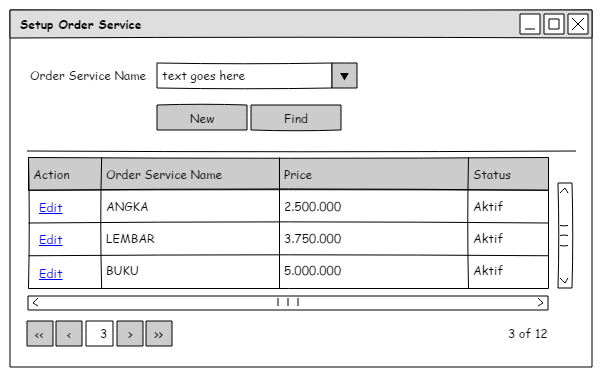 Setup Order Service
Order Service Name text goes here
New Find
Action Order Service Name Price Status
Edit ANGKA 2.500.000 Aktif
Edit LEMBAR 3.750.000 Aktif
Edit BUKU 5.000.000 Aktif
<< < 3 > >> 3 of 12